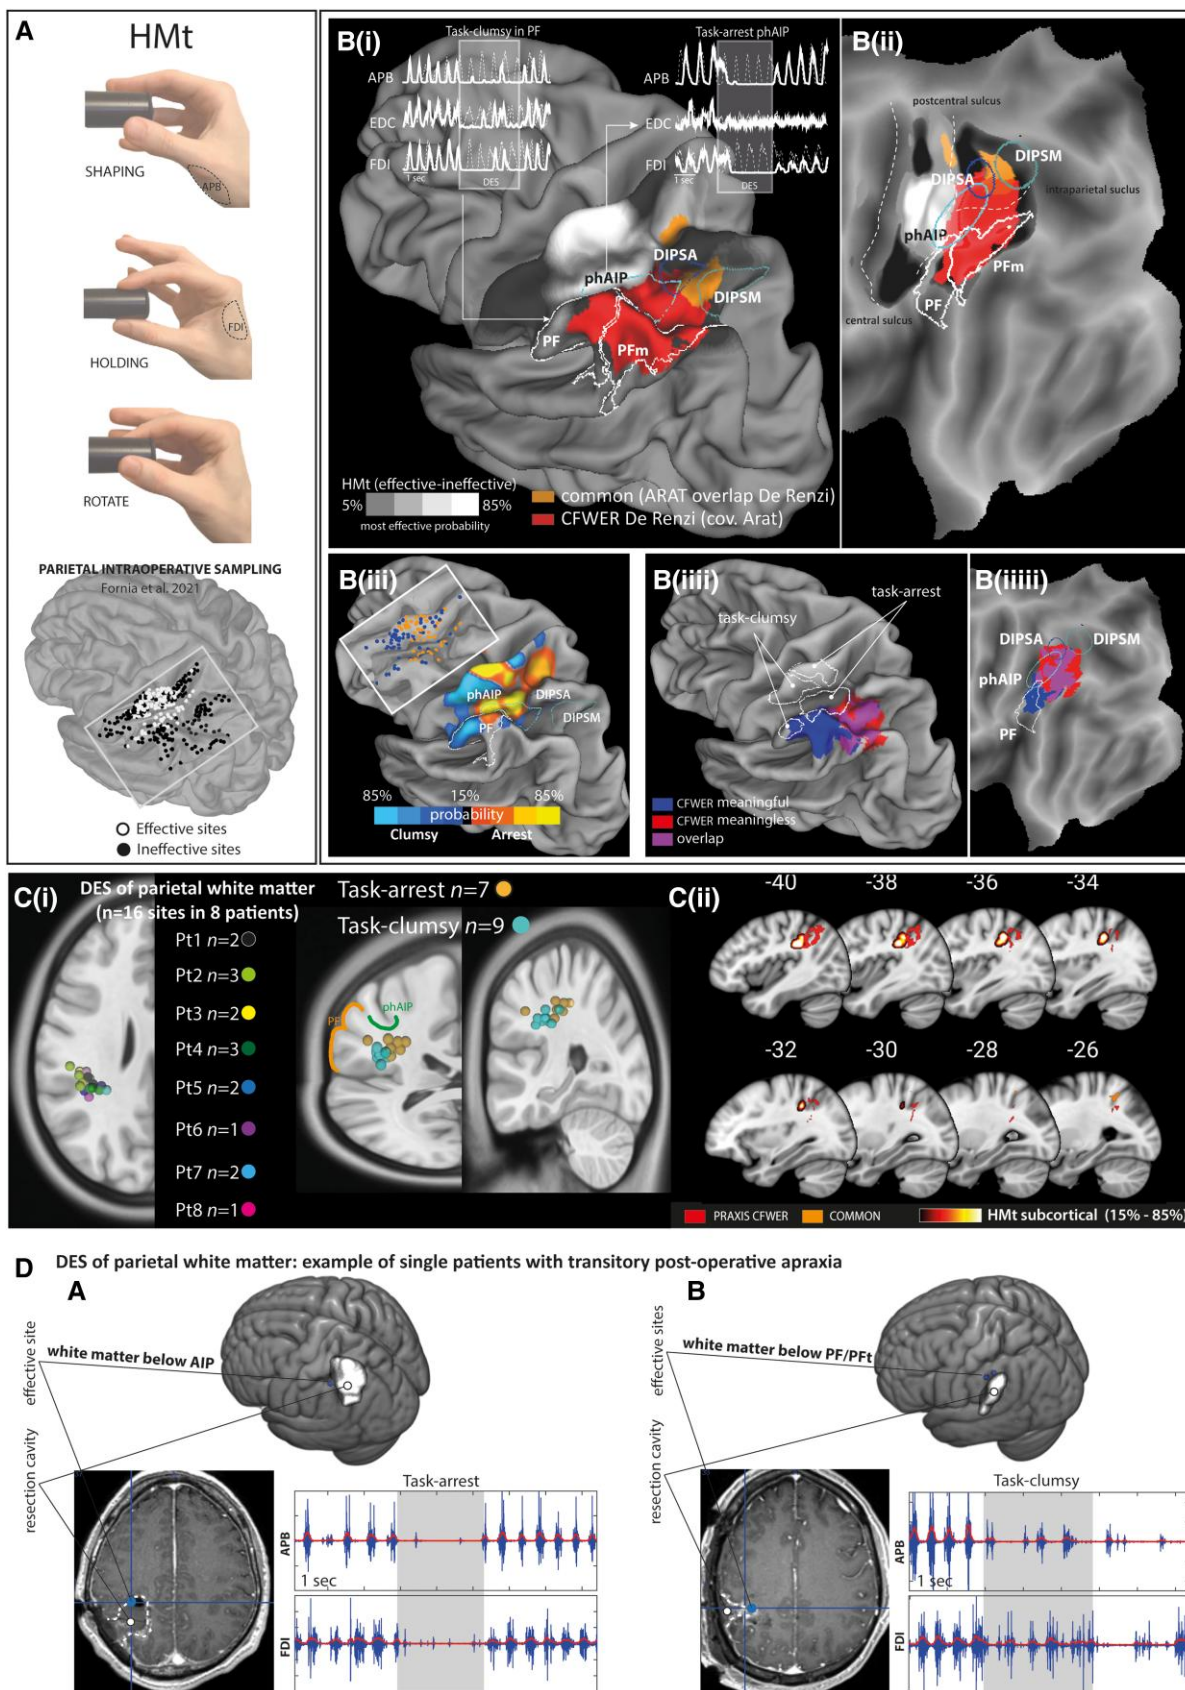 A
HMt
SHAPING
APB
HOLDING
FDI
ROTATE
PARIETAL INTRAOPERATIVE SAMPLING
Fornia et al. 2021
Effective sites
Ineffective sites
B(i)
Task-clumsy in PF
APB
EDC
FDI
1 sec
DES
Task-arrest phAIP
APB
EDC
FDI
1 sec
DES
phAIP
DIPSA
DIPSM
PF
PFm
HMt (effective-ineffective)
5% 85%
most effective probability
common (ARAT overlap De Renzi)
CFWER De Renzi (cov. Arat)
B(ii)
postcentral sulcus
DIPSM
DIPSA
intraparietal suclus
phAIP
PFm
PF
central sulcus
B(iii)
phAIP
DIPSA
DIPSM
PF
85% 15% 85%
probability
Clumsy Arrest
B(iiii)
task-arrest
task-clumsy
CFWER meaningful
CFWER meaningless
overlap
B(iiiii)
DIPSA
DIPSM
phAIP
PF
C(i)
DES of parietal white matter
(n=16 sites in 8 patients)
Pt1 n=2
Pt2 n=3
Pt3 n=2
Pt4 n=3
Pt5 n=2
Pt6 n=1
Pt7 n=2
Pt8 n=1
Task-arrest n=7
Task-clumsy n=9
PF
phAIP
C(ii)
-40 -38 -36 -34
-32 -30 -28 -26
PRAXIS CFWER
COMMON
HMt subcortical (15% - 85%)
D DES of parietal white matter: example of single patients with transitory post-operative apraxia
A
effective site
white matter below AIP
resection cavity
Task-arrest
APB
1 sec
FDI
B
effective sites
white matter below PF/PFt
resection cavity
Task-clumsy
APB
1 sec
FDI